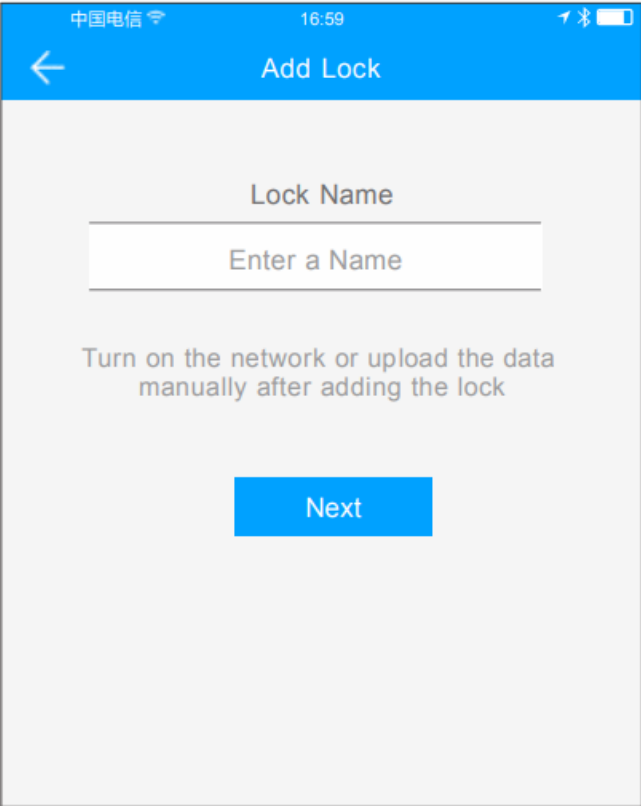 中国电信 16:59
Add Lock
Lock Name
Enter a Name
Turn on the network or upload the data
manually after adding the lock
Next